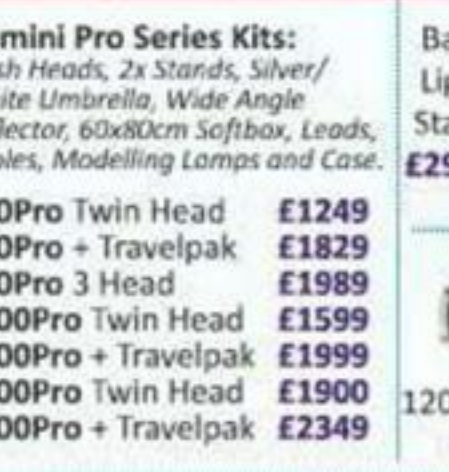 mini Pro Series Kits:
sh Heads, 2x Stands, Silver/
ite Umbrella, Wide Angle
flector, 60x80cm Softbox, Leads,
bles, Modelling Lamps and Case.
0Pro Twin Head £1249
0Pro + Travelpak £1829
0Pro 3 Head £1989
00Pro Twin Head £1599
00Pro + Travelpak £1999
00Pro Twin Head £1900
00Pro + Travelpak £2349
Ba
Lig
Sta
£29
120